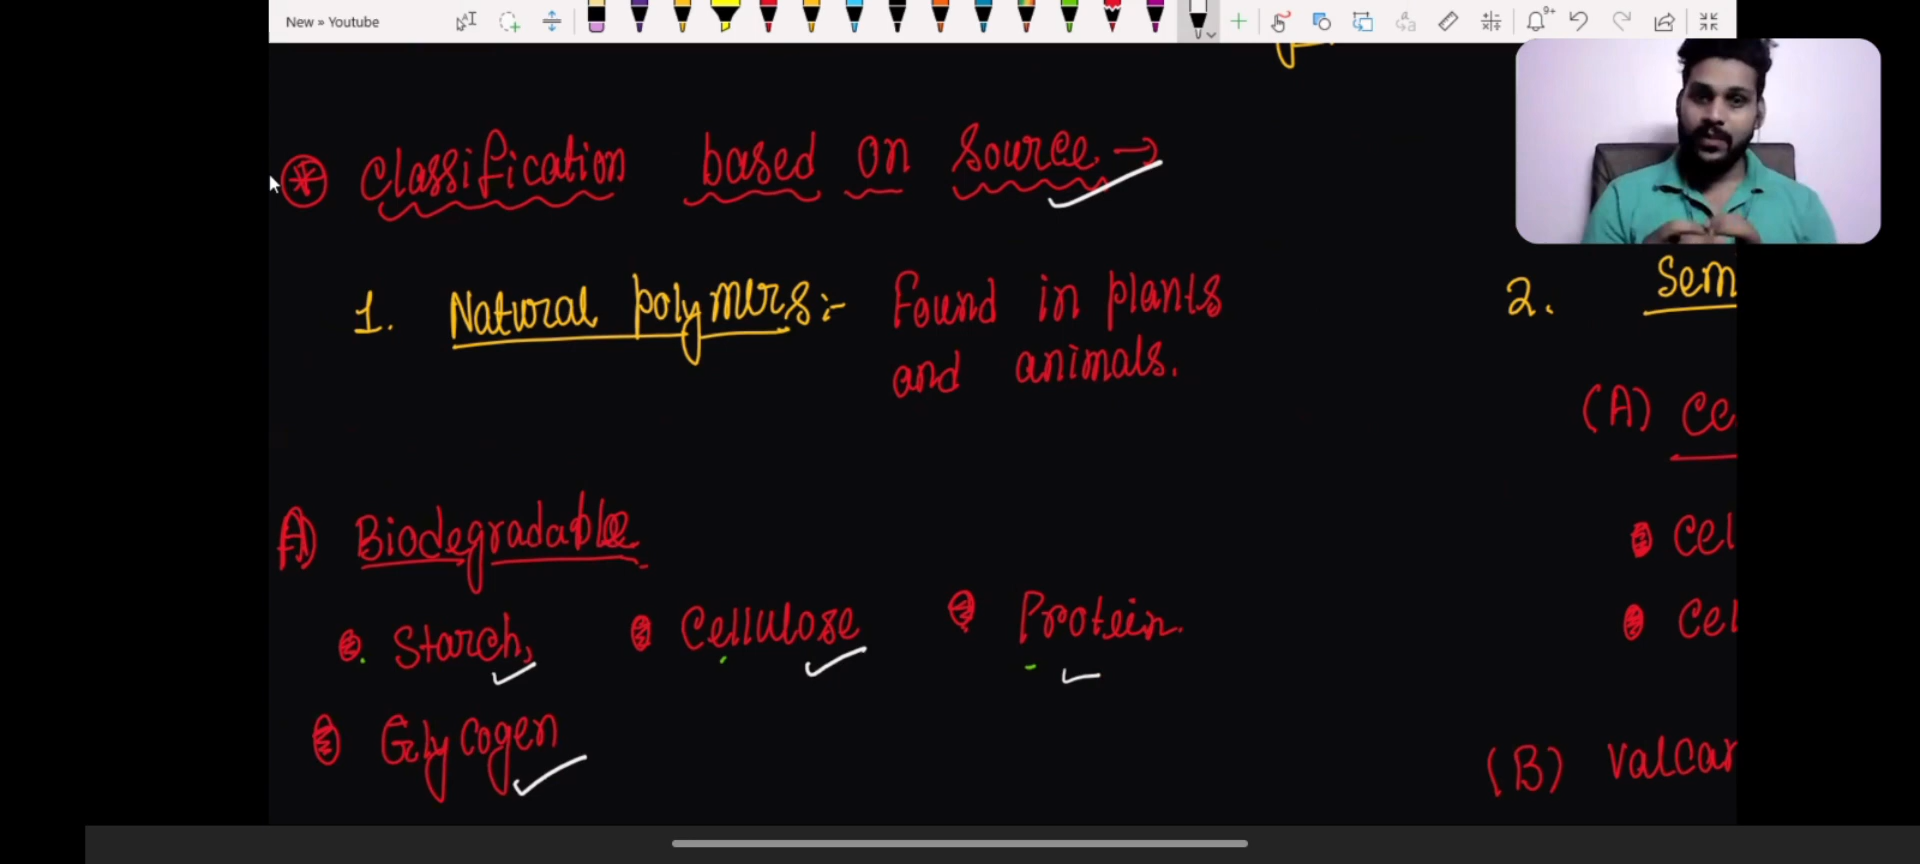 New » Youtube
9+
* Classification based on Source →
1. Natural polymers :- Found in plants
and animals.
2. Sem
(A) Ce
A) Biodegradable
Cel
Starch, Cellulose Protein.
Cel
Glycogen
(B) Valcar